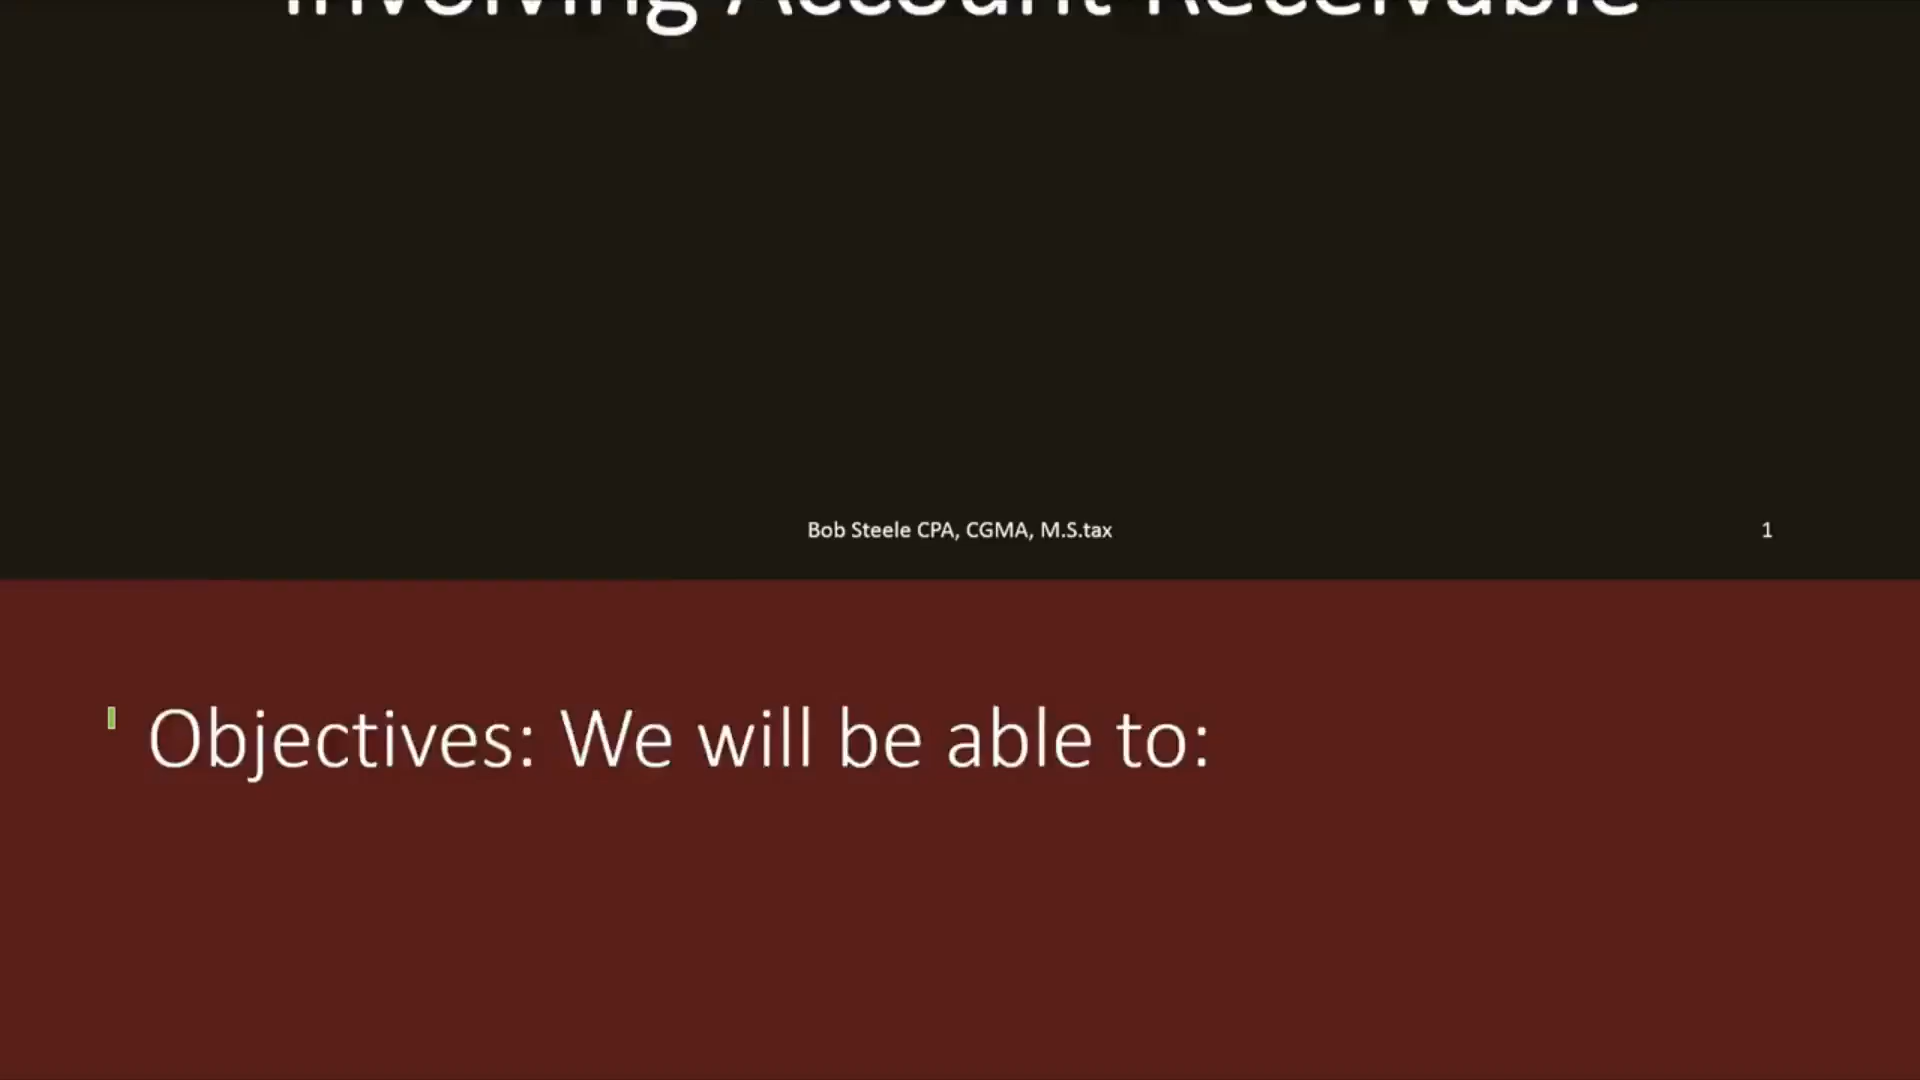 Involving Account Receivable
Bob Steele CPA, CGMA, M.S.tax
1
Objectives: We will be able to: